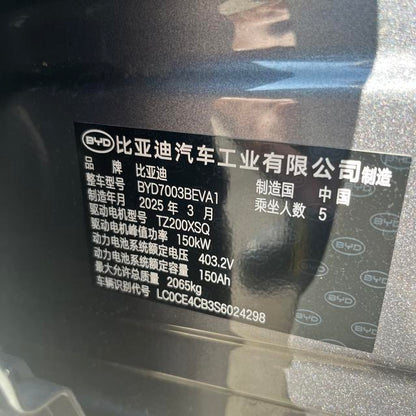 BYD 比亚迪汽车工业有限公司制造
品牌 比亚迪 制造国 中国
整车型号 BYD7003BEVA1 乘坐人数 5
制造年月 2025 年 3 月
驱动电机型号 TZ200XSQ
驱动电机峰值功率 150kW
动力电池系统额定电压 403.2V
动力电池系统额定容量 150Ah
最大允许总质量 2065kg
车辆识别代号 LC0CE4CB3S6024298